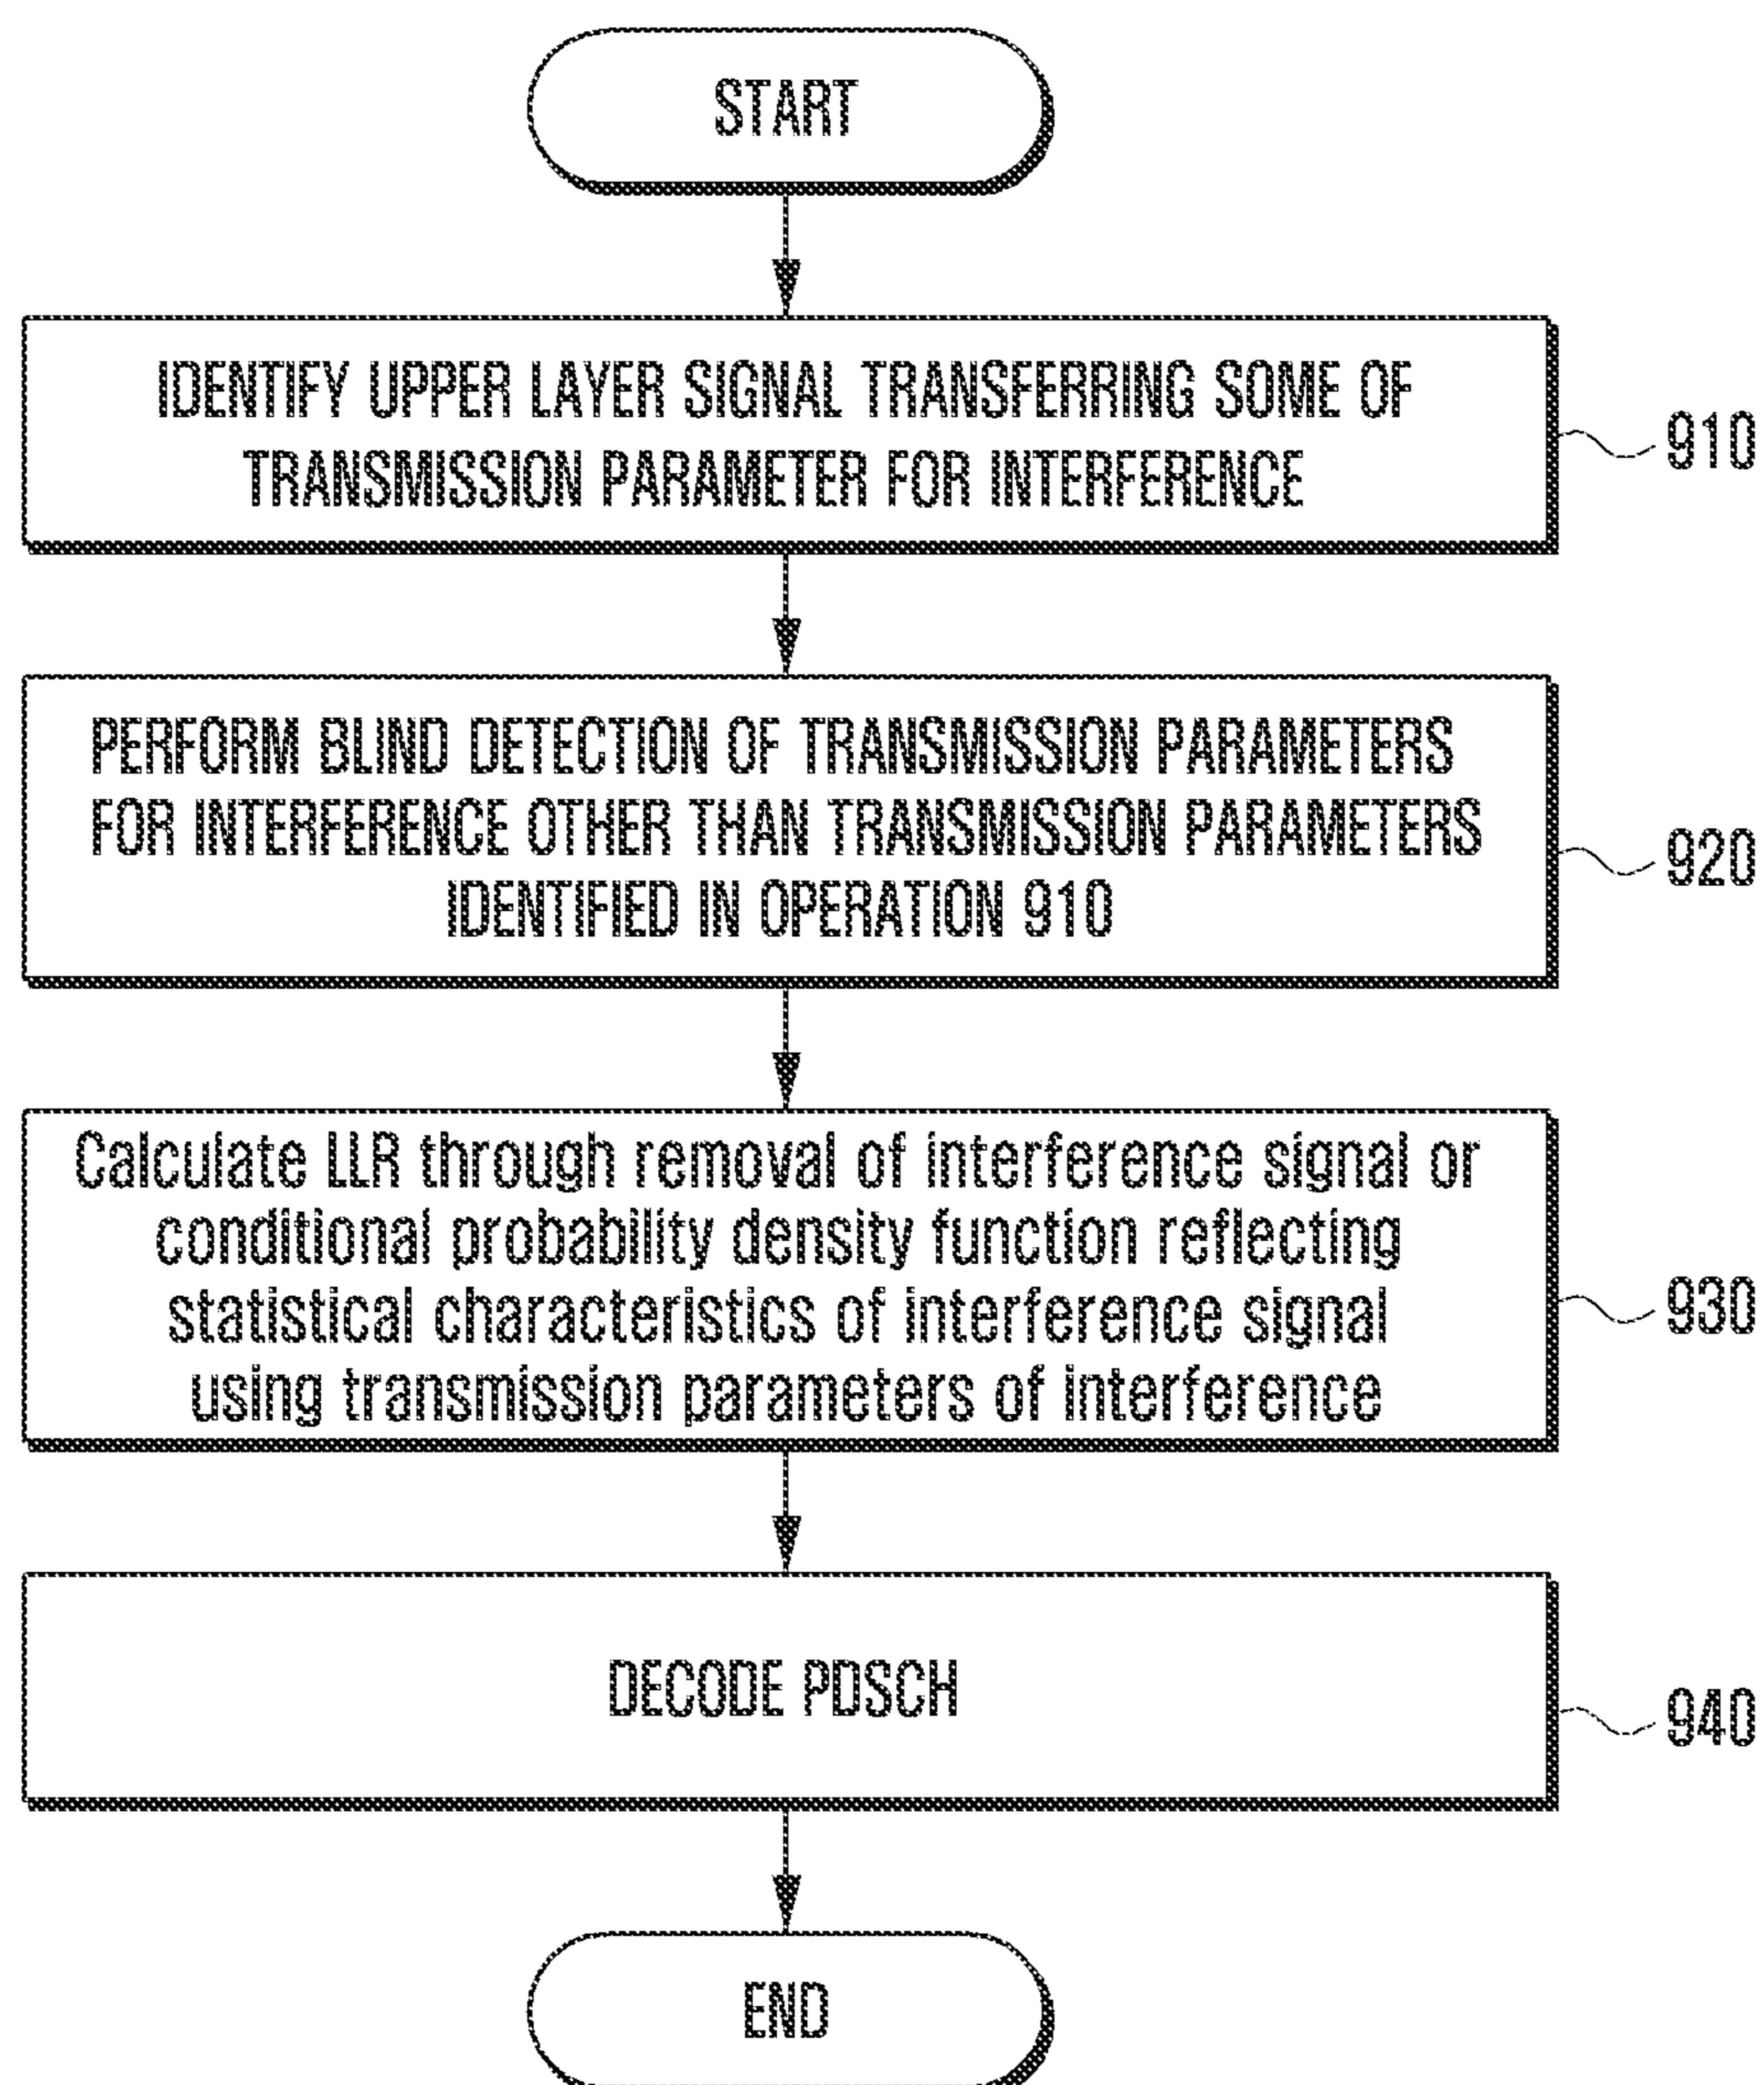 START
IDENTIFY UPPER LAYER SIGNAL TRANSFERRING SOME OF
TRANSMISSION PARAMETER FOR INTERFERENCE
910
PERFORM BLIND DETECTION OF TRANSMISSION PARAMETERS
FOR INTERFERENCE OTHER THAN TRANSMISSION PARAMETERS
IDENTIFIED IN OPERATION 910
920
Calculate LLR through removal of interference signal or
conditional probability density function reflecting
statistical characteristics of interference signal
using transmission parameters of interference
930
DECODE PDSCH
940
END